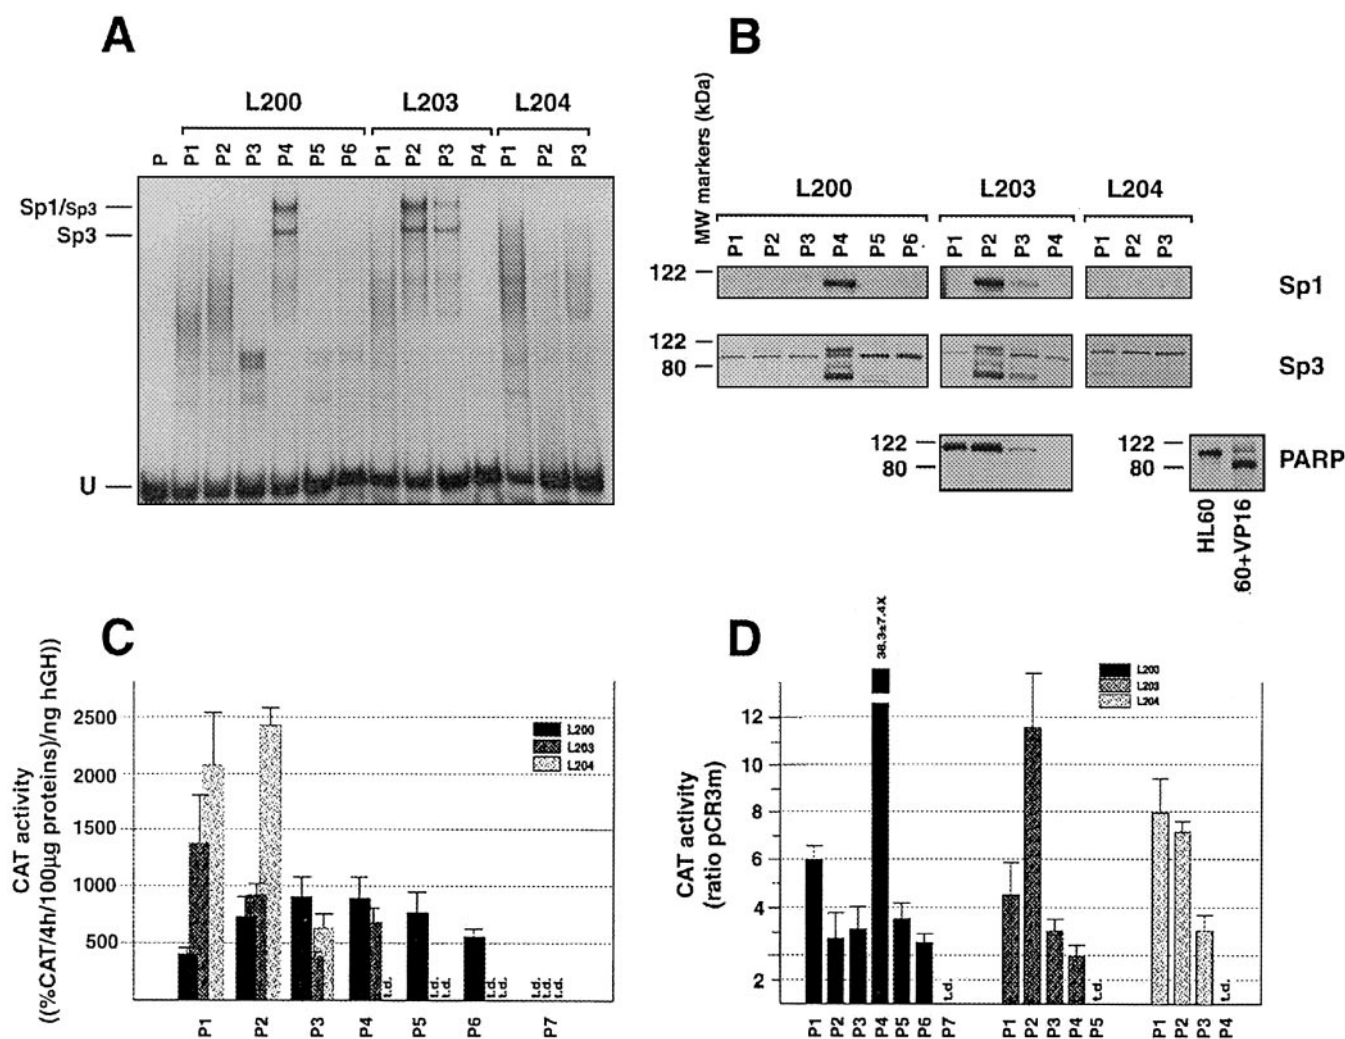 A
L200 L203 L204
P P1 P2 P3 P4 P5 P6 P1 P2 P3 P4 P1 P2 P3
Sp1/Sp3
Sp3
U
B
MW markers (kDa)
L200 L203 L204
P1 P2 P3 P4 P5 P6 P1 P2 P3 P4 P1 P2 P3
122
Sp1
122
80
Sp3
122
80
122
80
PARP
HL60
60+VP16
C
CAT activity
((%CAT/4h/100µg proteins)/ng hGH))
2500
2000
1500
1000
500
L200
L203
L204
t.d. t.d. t.d. t.d. t.d. t.d. t.d. t.d.
P1 P2 P3 P4 P5 P6 P7
D
38.3±7.4X
CAT activity
(ratio pCR3m)
12
10
8
6
4
2
L200
L203
L204
t.d. t.d. t.d.
P1 P2 P3 P4 P5 P6 P7 P1 P2 P3 P4 P5 P1 P2 P3 P4